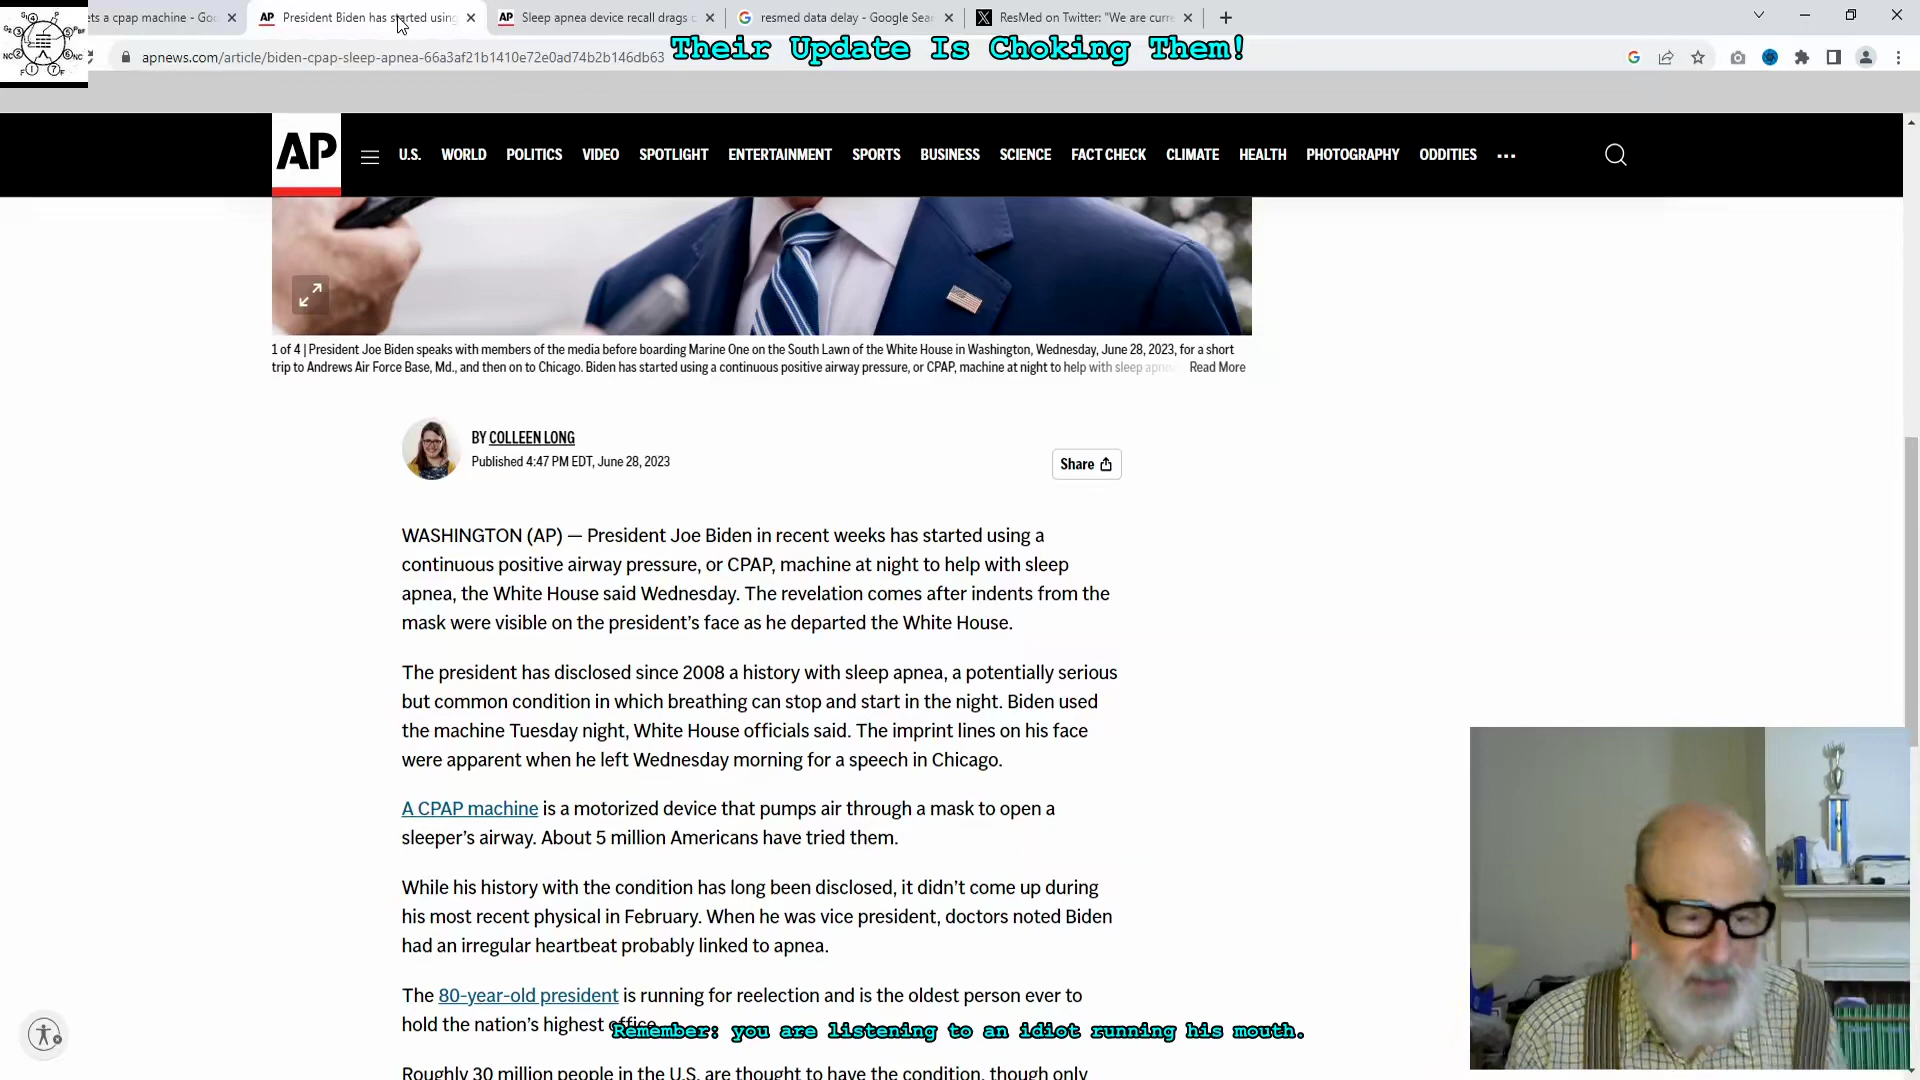 ets a cpap machine - Goo
President Biden has started using
Sleep apnea device recall drags o
resmed data delay - Google Sear
ResMed on Twitter: "We are curre
apnews.com/article/biden-cpap-sleep-apnea-66a3af21b1410e72e0ad74b2b146db63
Their Update Is Choking Them!
AP
U.S. WORLD POLITICS VIDEO SPOTLIGHT ENTERTAINMENT SPORTS BUSINESS SCIENCE FACT CHECK CLIMATE HEALTH PHOTOGRAPHY ODDITIES
1 of 4 | President Joe Biden speaks with members of the media before boarding Marine One on the South Lawn of the White House in Washington, Wednesday, June 28, 2023, for a short
trip to Andrews Air Force Base, Md., and then on to Chicago. Biden has started using a continuous positive airway pressure, or CPAP, machine at night to help with sleep apne Read More
BY COLLEEN LONG
Published 4:47 PM EDT, June 28, 2023
Share
WASHINGTON (AP) — President Joe Biden in recent weeks has started using a
continuous positive airway pressure, or CPAP, machine at night to help with sleep
apnea, the White House said Wednesday. The revelation comes after indents from the
mask were visible on the president's face as he departed the White House.
The president has disclosed since 2008 a history with sleep apnea, a potentially serious
but common condition in which breathing can stop and start in the night. Biden used
the machine Tuesday night, White House officials said. The imprint lines on his face
were apparent when he left Wednesday morning for a speech in Chicago.
A CPAP machine is a motorized device that pumps air through a mask to open a
sleeper's airway. About 5 million Americans have tried them.
While his history with the condition has long been disclosed, it didn't come up during
his most recent physical in February. When he was vice president, doctors noted Biden
had an irregular heartbeat probably linked to apnea.
The 80-year-old president is running for reelection and is the oldest person ever to
hold the nation's highest office.
Remember: you are listening to an idiot running his mouth.
Roughly 30 million people in the U.S. are thought to have the condition, though only